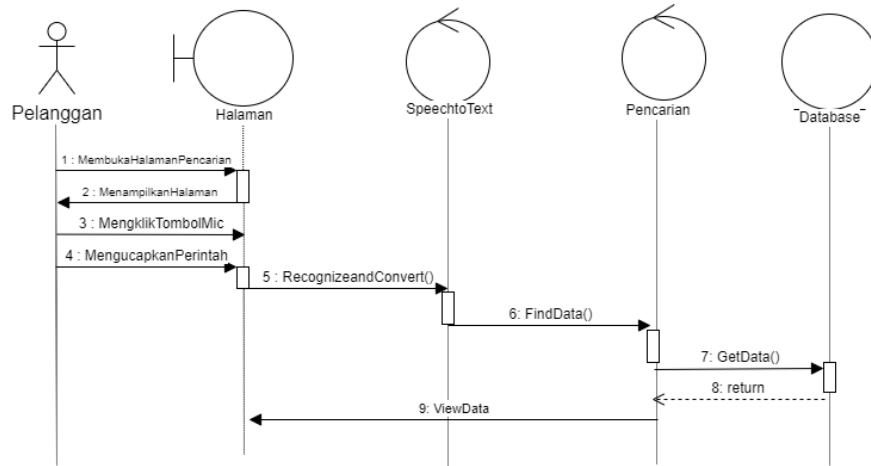 Pelanggan
Halaman
SpeechtoText
Pencarian
Database
1 : MembukaHalamanPencarian
2 : MenampilkanHalaman
3 : MengklikTombolMic
4 : MengucapkanPerintah
5 : RecognizeandConvert()
6: FindData()
7: GetData()
8: return
9: ViewData